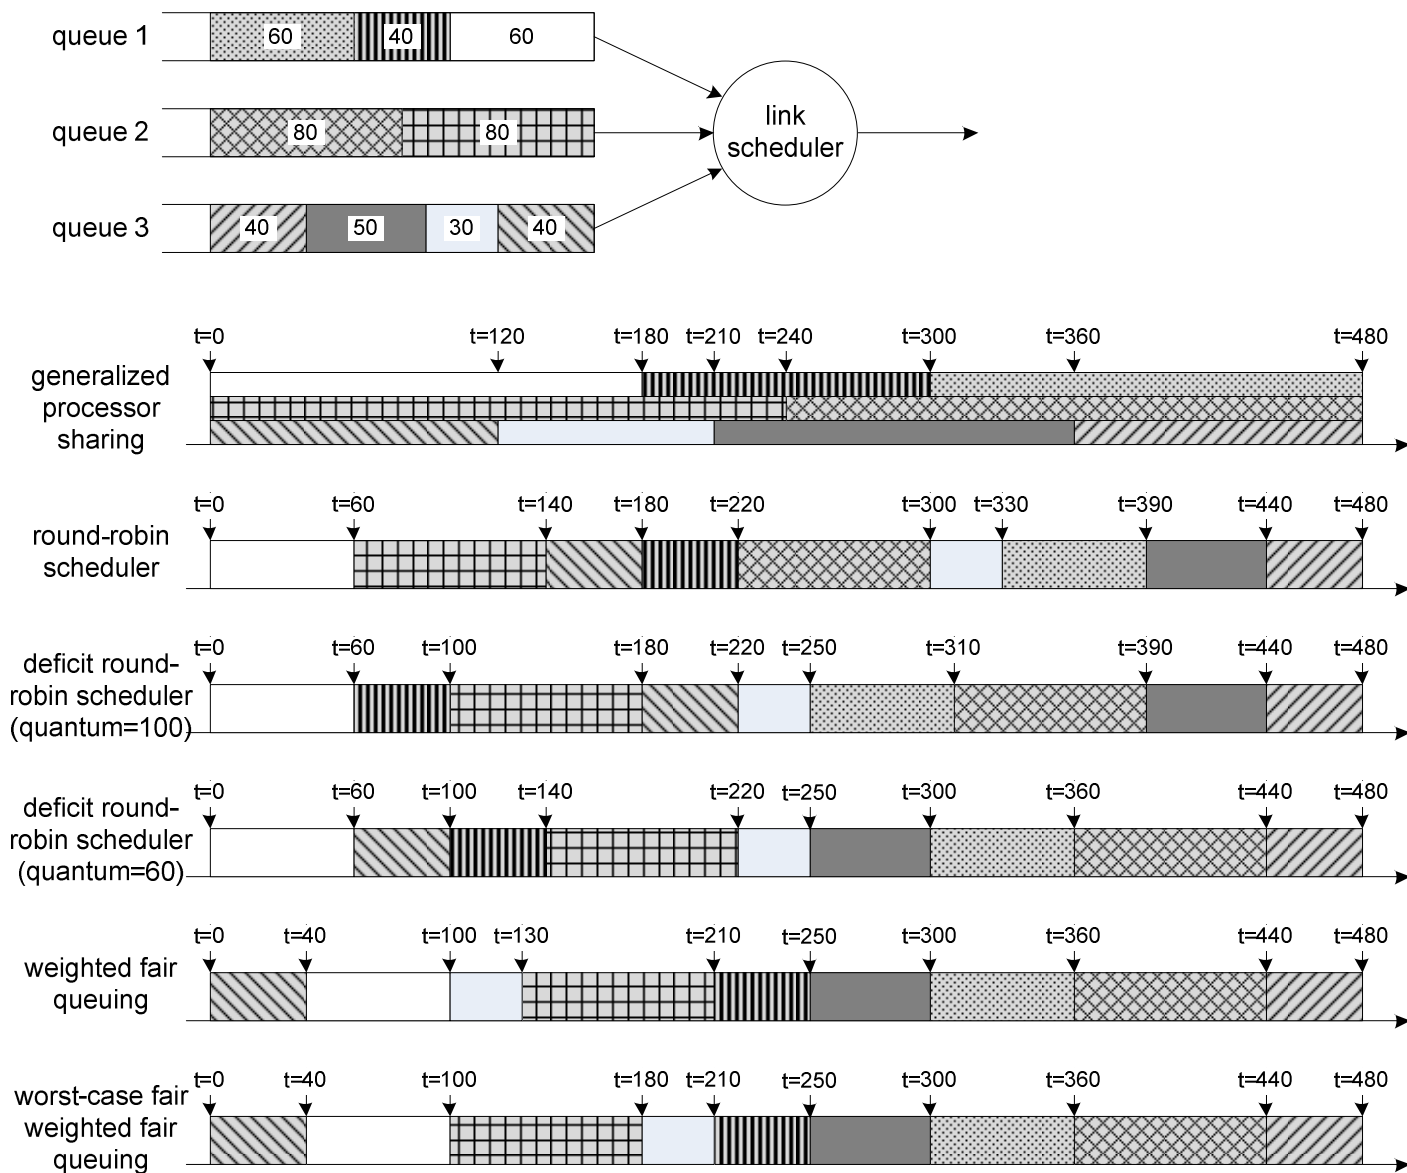 queue 1
60 40 60
queue 2
80 80
queue 3
40 50 30 40
link
scheduler
t=0 t=120 t=180 t=210 t=240 t=300 t=360 t=480
generalized
processor
sharing
t=0 t=60 t=140 t=180 t=220 t=300 t=330 t=390 t=440 t=480
round-robin
scheduler
t=0 t=60 t=100 t=180 t=220 t=250 t=310 t=390 t=440 t=480
deficit round-
robin scheduler
(quantum=100)
t=0 t=60 t=100 t=140 t=220 t=250 t=300 t=360 t=440 t=480
deficit round-
robin scheduler
(quantum=60)
t=0 t=40 t=100 t=130 t=210 t=250 t=300 t=360 t=440 t=480
weighted fair
queuing
t=0 t=40 t=100 t=180 t=210 t=250 t=300 t=360 t=440 t=480
worst-case fair
weighted fair
queuing